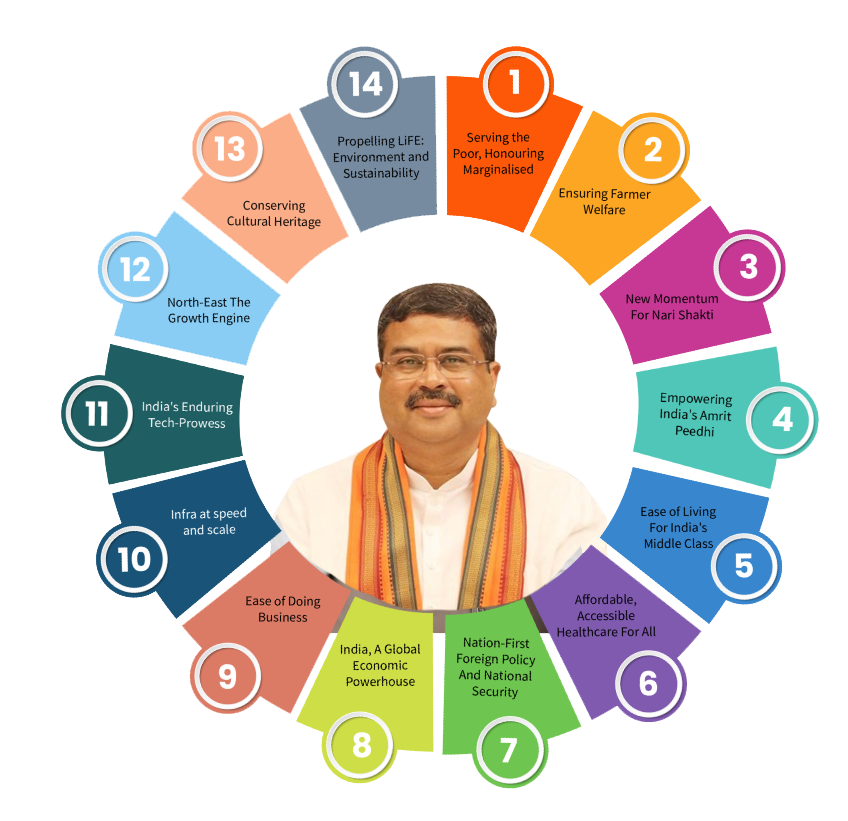 1
Serving the
Poor, Honouring
Marginalised
2
Ensuring Farmer
Welfare
3
New Momentum
For Nari Shakti
4
Empowering
India's Amrit
Peedhi
5
Ease of Living
For India's
Middle Class
6
Affordable,
Accessible
Healthcare For All
7
Nation-First
Foreign Policy
And National
Security
8
India, A Global
Economic
Powerhouse
9
Ease of Doing
Business
10
Infra at speed
and scale
11
India's Enduring
Tech-Prowess
12
North-East The
Growth Engine
13
Conserving
Cultural Heritage
14
Propelling LiFE:
Environment and
Sustainability